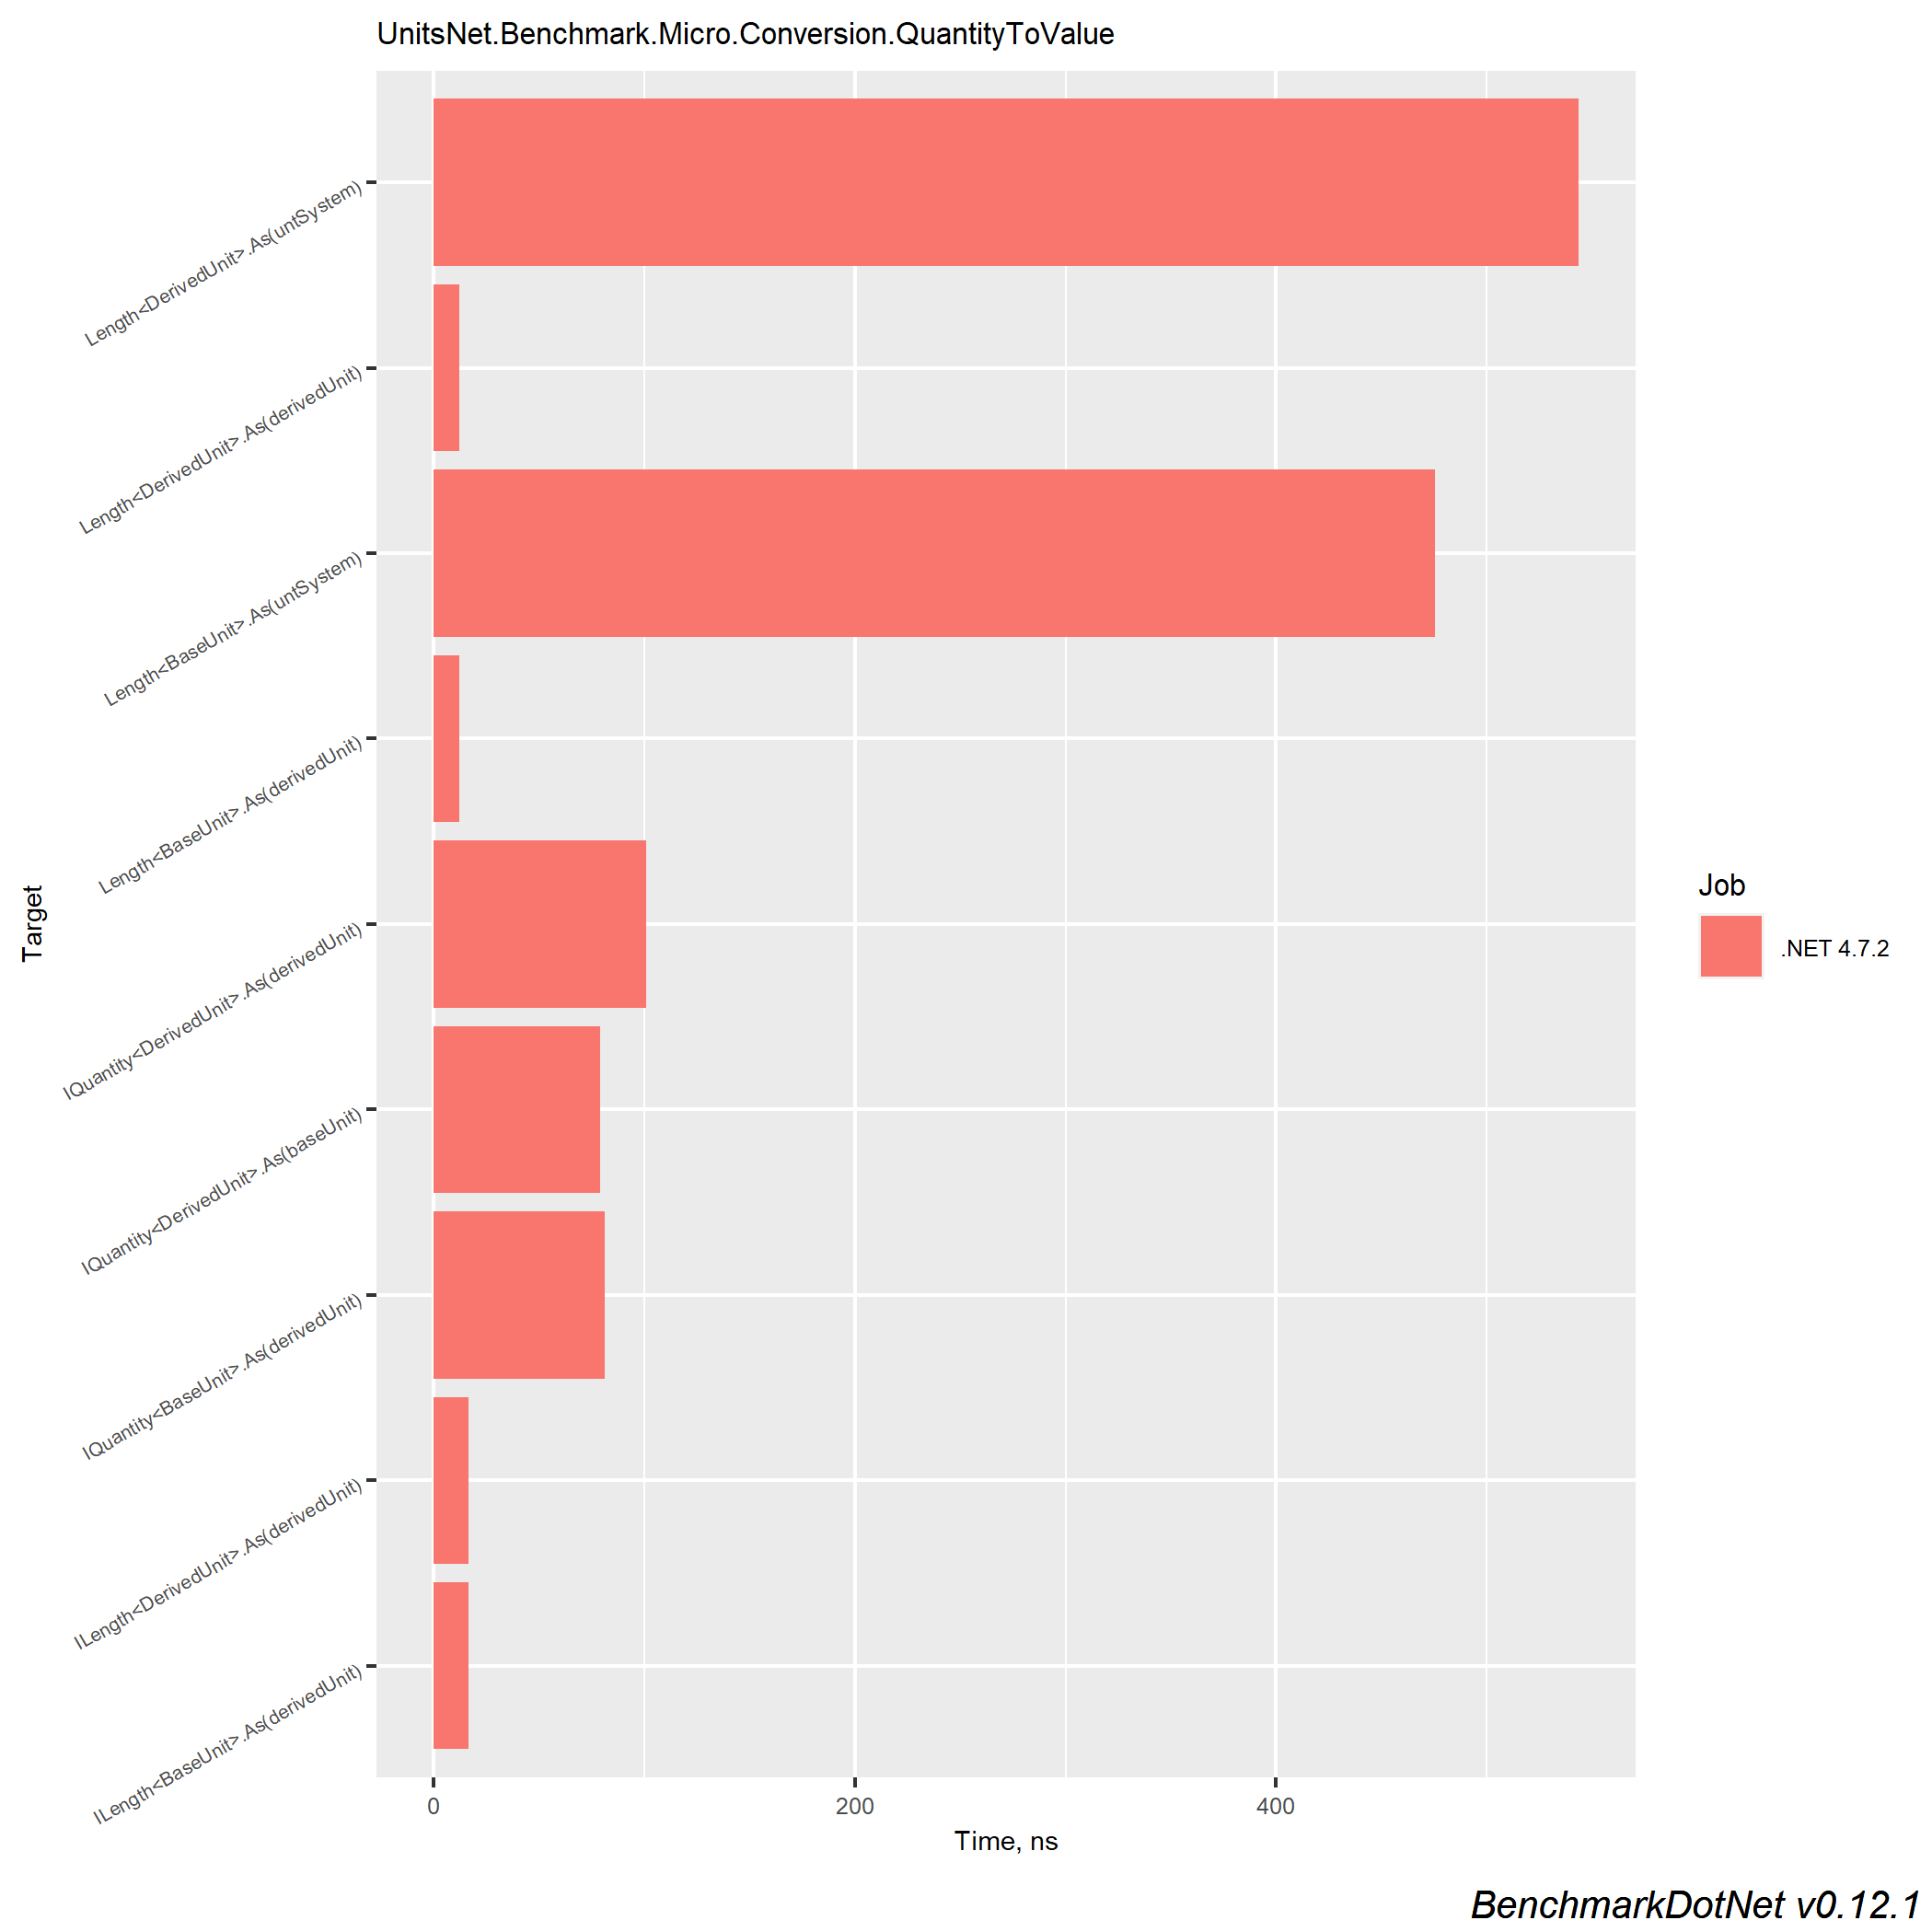 UnitsNet.Benchmark.Micro.Conversion.QuantityToValue
Length<DerivedUnit>.As(untSystem)
Length<DerivedUnit>.As(derivedUnit)
Length<BaseUnit>.As(untSystem)
Length<BaseUnit>.As(derivedUnit)
IQuantity<DerivedUnit>.As(derivedUnit)
IQuantity<DerivedUnit>.As(baseUnit)
IQuantity<BaseUnit>.As(derivedUnit)
ILength<DerivedUnit>.As(derivedUnit)
ILength<BaseUnit>.As(derivedUnit)
Target
0 200 400
Time, ns
Job
.NET 4.7.2
BenchmarkDotNet v0.12.1